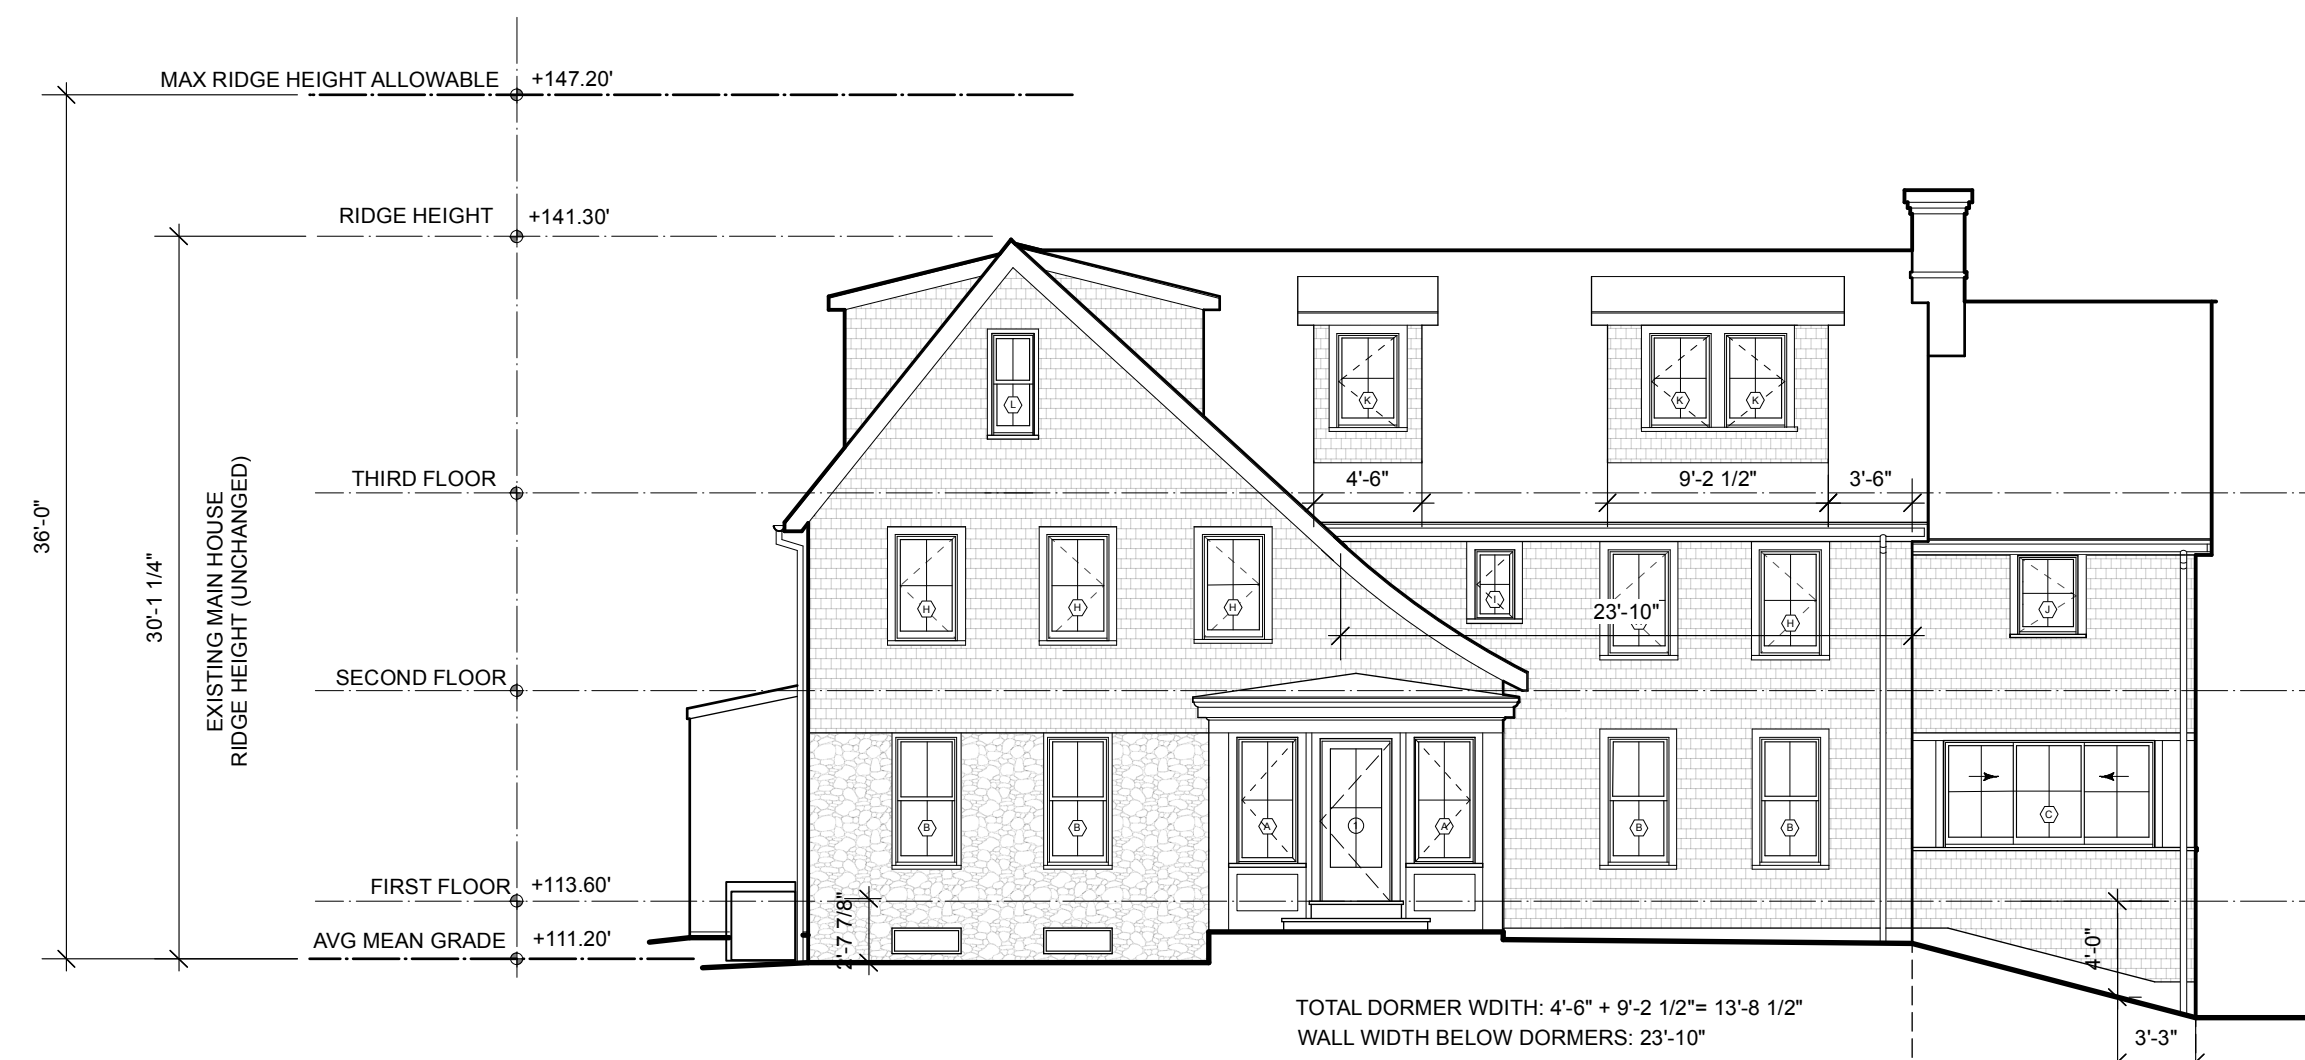 MAX RIDGE HEIGHT ALLOWABLE +147.20'
RIDGE HEIGHT +141.30'
36'-0"
30'-1 1/4"
EXISTING MAIN HOUSE
RIDGE HEIGHT (UNCHANGED)
THIRD FLOOR
SECOND FLOOR
FIRST FLOOR +113.60'
AVG MEAN GRADE +111.20'
L
K
K
K
4'-6"
9'-2 1/2"
3'-6"
H
H
H
I
23'-10"
H
J
B
B
A
1
A
B
B
C
2'-7 7/8"
4'-0"
3'-3"
TOTAL DORMER WDITH: 4'-6" + 9'-2 1/2"= 13'-8 1/2"
WALL WIDTH BELOW DORMERS: 23'-10"